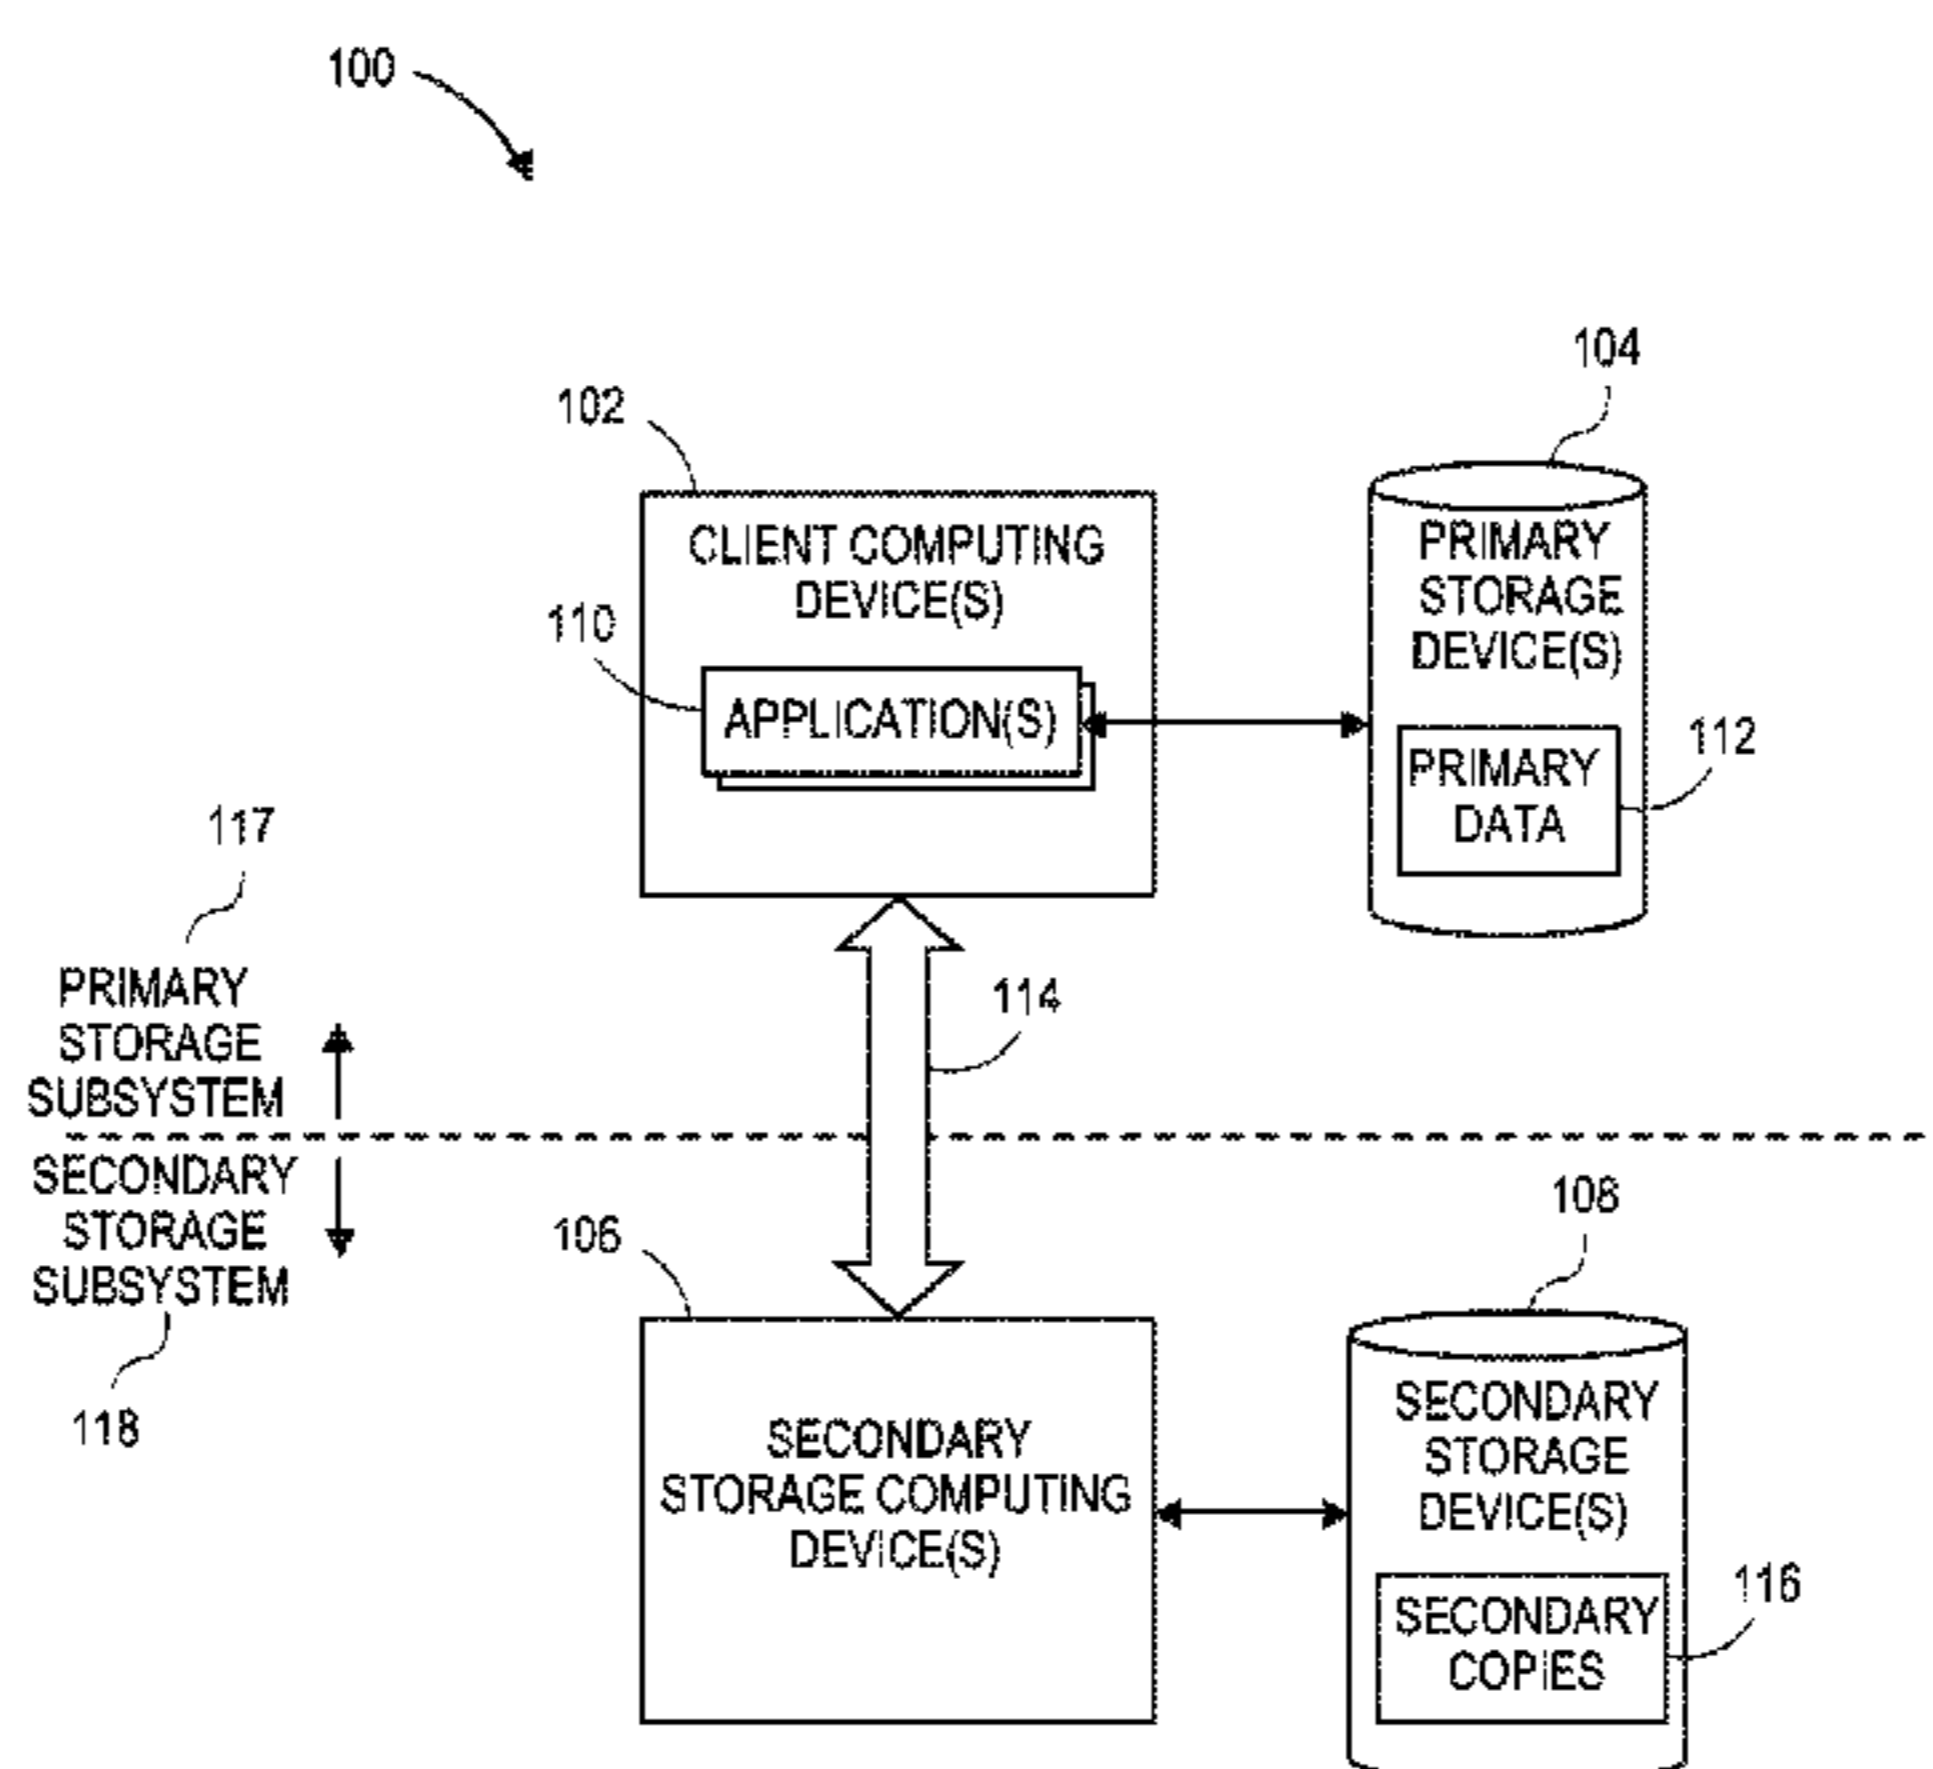 100
104
102
CLIENT COMPUTING
DEVICE(S)
110
APPLICATION(S)
PRIMARY
STORAGE
DEVICE(S)
PRIMARY
DATA
112
117
PRIMARY
STORAGE
SUBSYSTEM
114
SECONDARY
STORAGE
SUBSYSTEM
118
106
108
SECONDARY
STORAGE COMPUTING
DEVICE(S)
SECONDARY
STORAGE
DEVICE(S)
SECONDARY
COPIES
116